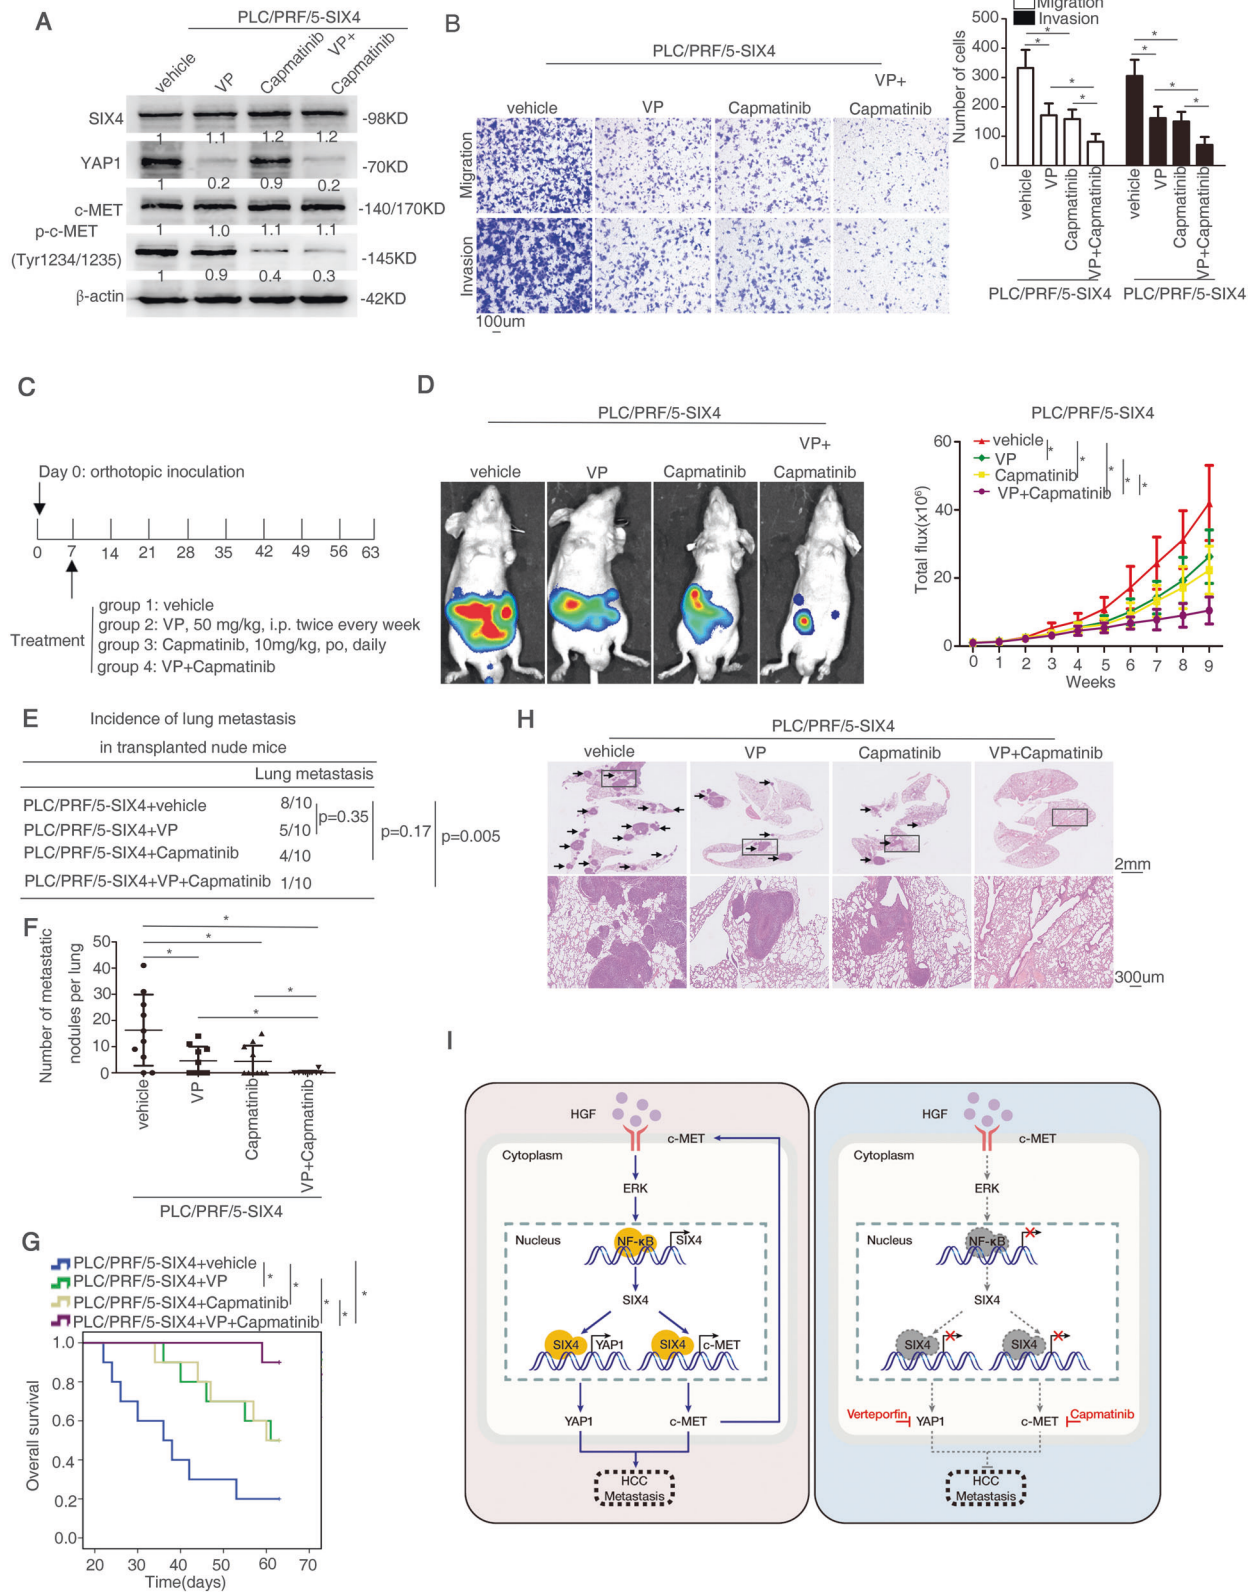 A
PLC/PRF/5-SIX4
vehicle
VP
Capmatinib
VP+
Capmatinib
SIX4
-98KD
1 1.1 1.2 1.2
YAP1
-70KD
1 0.2 0.9 0.2
c-MET
-140/170KD
1 1.0 1.1 1.1
p-c-MET
(Tyr1234/1235)
-145KD
1 0.9 0.4 0.3
β-actin
-42KD
B
PLC/PRF/5-SIX4
vehicle
VP
Capmatinib
VP+
Capmatinib
Migration
Invasion
100um
Migration
Invasion
Number of cells
500
400
300
200
100
0
* * * *
* * * *
vehicle
VP
Capmatinib
VP+Capmatinib
vehicle
VP
Capmatinib
VP+Capmatinib
PLC/PRF/5-SIX4
PLC/PRF/5-SIX4
C
Day 0: orthotopic inoculation
0 7 14 21 28 35 42 49 56 63
Treatment
group 1: vehicle
group 2: VP, 50 mg/kg, i.p. twice every week
group 3: Capmatinib, 10mg/kg, po, daily
group 4: VP+Capmatinib
D
PLC/PRF/5-SIX4
vehicle
VP
Capmatinib
VP+
Capmatinib
PLC/PRF/5-SIX4
vehicle
VP
Capmatinib
VP+Capmatinib
* * * * *
Total flux(x10⁶)
60
40
20
0
0 1 2 3 4 5 6 7 8 9
Weeks
E
Incidence of lung metastasis
in transplanted nude mice
Lung metastasis
PLC/PRF/5-SIX4+vehicle 8/10
PLC/PRF/5-SIX4+VP 5/10
PLC/PRF/5-SIX4+Capmatinib 4/10
PLC/PRF/5-SIX4+VP+Capmatinib 1/10
p=0.35
p=0.17
p=0.005
F
Number of metastatic
nodules per lung
50
40
30
20
10
0
* * * * *
vehicle
VP
Capmatinib
VP+Capmatinib
PLC/PRF/5-SIX4
G
PLC/PRF/5-SIX4+vehicle
PLC/PRF/5-SIX4+VP
PLC/PRF/5-SIX4+Capmatinib
PLC/PRF/5-SIX4+VP+Capmatinib
* * * * *
Overall survival
1.0
0.8
0.6
0.4
0.2
0.0
20 30 40 50 60 70
Time(days)
H
PLC/PRF/5-SIX4
vehicle
VP
Capmatinib
VP+Capmatinib
2mm
300um
I
HGF
c-MET
Cytoplasm
ERK
Nucleus
NF-κB
SIX4
SIX4
SIX4
YAP1
SIX4
c-MET
YAP1
c-MET
HCC
Metastasis
HGF
c-MET
Cytoplasm
ERK
Nucleus
NF-κB
SIX4
SIX4
SIX4
Verteporfin
YAP1
c-MET
Capmatinib
HCC
Metastasis